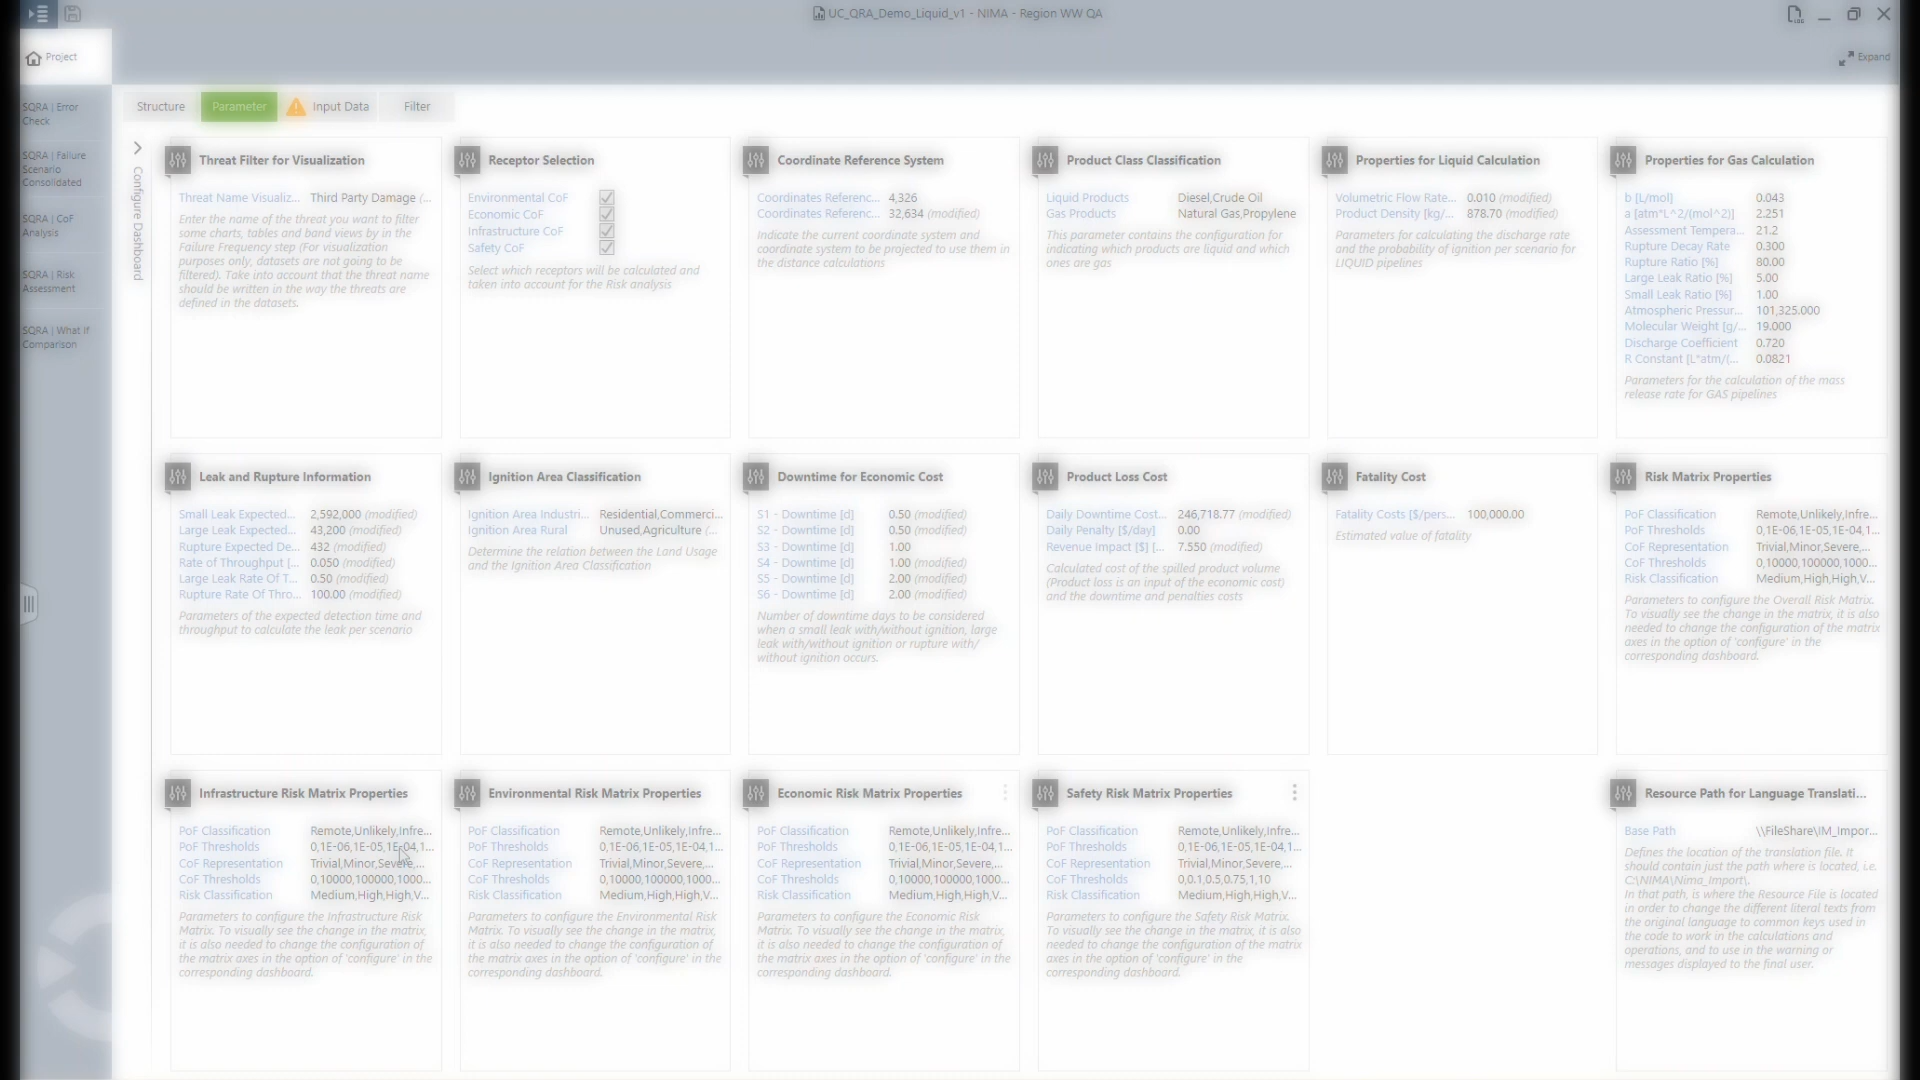 UC_QRA_Demo_Liquid_v1 - NIMA - Region WW QA
Project
Expand
SQRA | Error
Check
SQRA | Failure
Scenario
Consolidated
SQRA | CoF
Analysis
SQRA | Risk
Assessment
SQRA | What If
Comparison
Structure
Parameter
Input Data
Filter
Configure Dashboard
Threat Filter for Visualization
Threat Name Visualiz... Third Party Damage (...
Enter the name of the threat you want to filter
some charts, tables and band views by in the
Failure Frequency step (For visualization
purposes only, datasets are not going to be
filtered). Take into account that the threat name
should be written in the way the threats are
defined in the datasets.
Receptor Selection
Environmental CoF
Economic CoF
Infrastructure CoF
Safety CoF
Select which receptors will be calculated and
taken into account for the Risk analysis
Coordinate Reference System
Coordinates Referenc... 4,326
Coordinates Referenc... 32,634 (modified)
Indicate the current coordinate system and
coordinate system to be projected to use them in
the distance calculations
Product Class Classification
Liquid Products Diesel,Crude Oil
Gas Products Natural Gas,Propylene
This parameter contains the configuration for
indicating which products are liquid and which
ones are gas
Properties for Liquid Calculation
Volumetric Flow Rate... 0.010 (modified)
Product Density [kg/... 878.70 (modified)
Parameters for calculating the discharge rate
and the probability of ignition per scenario for
LIQUID pipelines
Properties for Gas Calculation
b [L/mol] 0.043
a [atm*L^2/(mol^2)] 2.251
Assessment Tempera... 21.2
Rupture Decay Rate 0.300
Rupture Ratio [%] 80.00
Large Leak Ratio [%] 5.00
Small Leak Ratio [%] 1.00
Atmospheric Pressur... 101,325.000
Molecular Weight [g/... 19.000
Discharge Coefficient 0.720
R Constant [L*atm/(... 0.0821
Parameters for the calculation of the mass
release rate for GAS pipelines
Leak and Rupture Information
Small Leak Expected... 2,592,000 (modified)
Large Leak Expected... 43,200 (modified)
Rupture Expected De... 432 (modified)
Rate of Throughput [... 0.050 (modified)
Large Leak Rate Of T... 0.50 (modified)
Rupture Rate Of Thro... 100.00 (modified)
Parameters of the expected detection time and
throughput to calculate the leak per scenario
Ignition Area Classification
Ignition Area Industri... Residential,Commerci...
Ignition Area Rural Unused,Agriculture (...
Determine the relation between the Land Usage
and the Ignition Area Classification
Downtime for Economic Cost
S1 - Downtime [d] 0.50 (modified)
S2 - Downtime [d] 0.50 (modified)
S3 - Downtime [d] 1.00
S4 - Downtime [d] 1.00 (modified)
S5 - Downtime [d] 2.00 (modified)
S6 - Downtime [d] 2.00 (modified)
Number of downtime days to be considered
when a small leak with/without ignition, large
leak with/without ignition or rupture with/
without ignition occurs.
Product Loss Cost
Daily Downtime Cost... 246,718.77 (modified)
Daily Penalty [$/day] 0.00
Revenue Impact [$] [... 7.550 (modified)
Calculated cost of the spilled product volume
(Product loss is an input of the economic cost)
and the downtime and penalties costs
Fatality Cost
Fatality Costs [$/pers... 100,000.00
Estimated value of fatality
Risk Matrix Properties
PoF Classification Remote,Unlikely,Infre...
PoF Thresholds 0,1E-06,1E-05,1E-04,1...
CoF Representation Trivial,Minor,Severe,...
CoF Thresholds 0,10000,100000,1000...
Risk Classification Medium,High,High,V...
Parameters to configure the Overall Risk Matrix.
To visually see the change in the matrix, it is also
needed to change the configuration of the matrix
axes in the option of 'configure' in the
corresponding dashboard.
Infrastructure Risk Matrix Properties
PoF Classification Remote,Unlikely,Infre...
PoF Thresholds 0,1E-06,1E-05,1E-04,1...
CoF Representation Trivial,Minor,Severe,...
CoF Thresholds 0,10000,100000,1000...
Risk Classification Medium,High,High,V...
Parameters to configure the Infrastructure Risk
Matrix. To visually see the change in the matrix,
it is also needed to change the configuration of
the matrix axes in the option of 'configure' in the
corresponding dashboard.
Environmental Risk Matrix Properties
PoF Classification Remote,Unlikely,Infre...
PoF Thresholds 0,1E-06,1E-05,1E-04,1...
CoF Representation Trivial,Minor,Severe,...
CoF Thresholds 0,10000,100000,1000...
Risk Classification Medium,High,High,V...
Parameters to configure the Environmental Risk
Matrix. To visually see the change in the matrix,
it is also needed to change the configuration of
the matrix axes in the option of 'configure' in the
corresponding dashboard.
Economic Risk Matrix Properties
PoF Classification Remote,Unlikely,Infre...
PoF Thresholds 0,1E-06,1E-05,1E-04,1...
CoF Representation Trivial,Minor,Severe,...
CoF Thresholds 0,10000,100000,1000...
Risk Classification Medium,High,High,V...
Parameters to configure the Economic Risk
Matrix. To visually see the change in the matrix,
it is also needed to change the configuration of
the matrix axes in the option of 'configure' in the
corresponding dashboard.
Safety Risk Matrix Properties
PoF Classification Remote,Unlikely,Infre...
PoF Thresholds 0,1E-06,1E-05,1E-04,1...
CoF Representation Trivial,Minor,Severe,...
CoF Thresholds 0,0.1,0.5,0.75,1,10
Risk Classification Medium,High,High,V...
Parameters to configure the Safety Risk Matrix.
To visually see the change in the matrix, it is also
needed to change the configuration of the matrix
axes in the option of 'configure' in the
corresponding dashboard.
Resource Path for Language Translati...
Base Path \\FileShare\IM_Impor...
Defines the location of the translation file. It
should contain just the path where is located, i.e.
C:\NIMA\Nima_Import\.
In that path, is where the Resource File is located
in order to change the different literal texts from
the original language to common keys used in
the code to work in the calculations and
operations, and to use in the warning or
messages displayed to the final user.